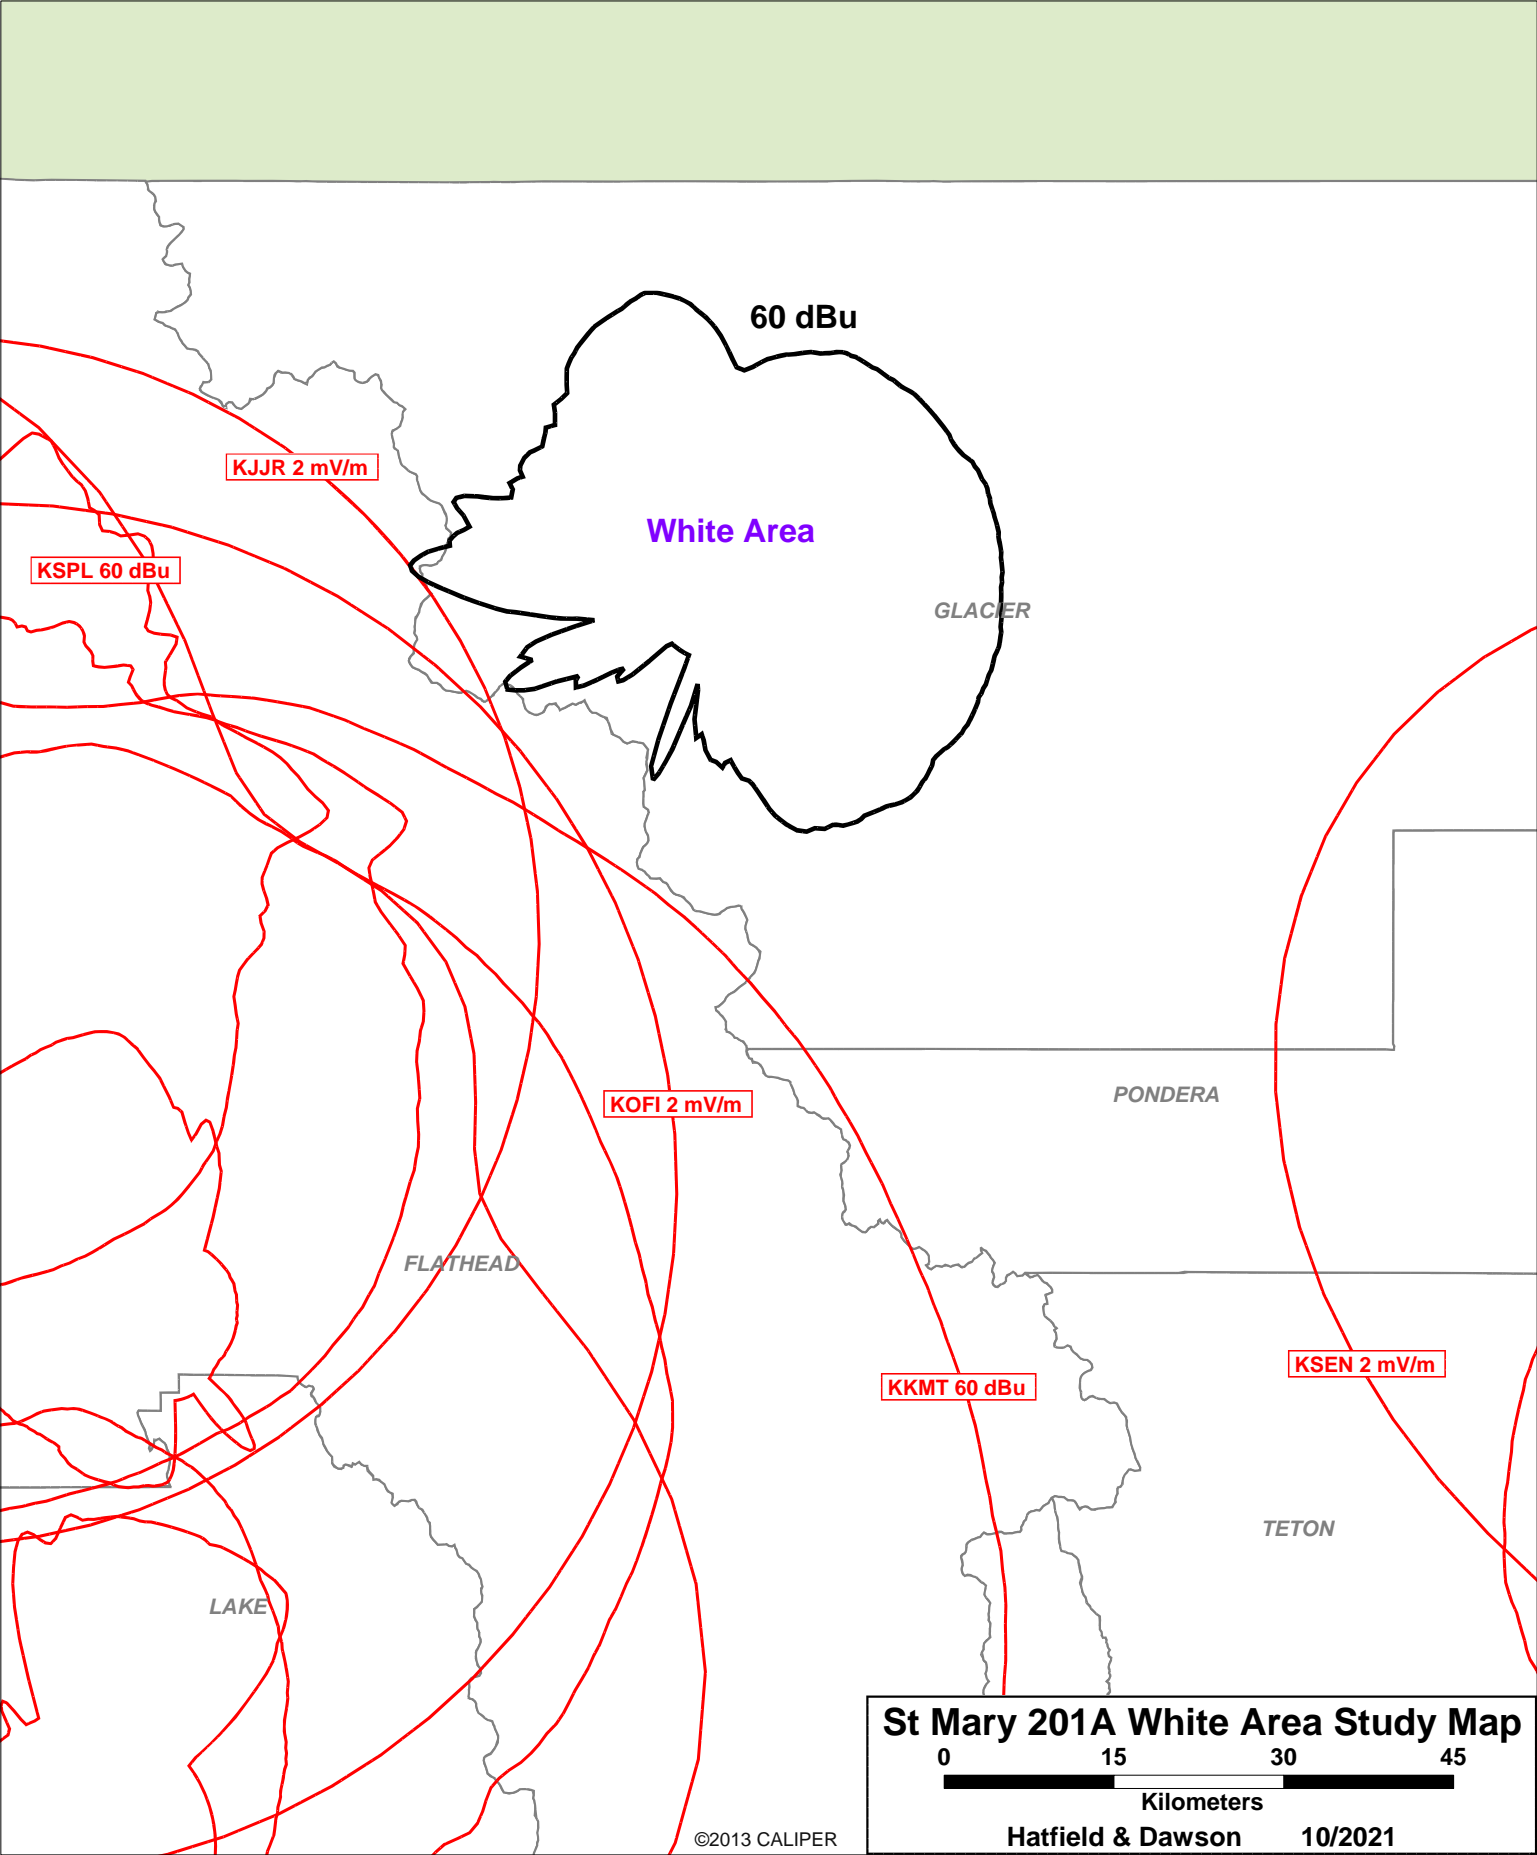 60 dBu
KJJR 2 mV/m
White Area
KSPL 60 dBu
GLACIER
PONDERA
KOFI 2 mV/m
FLATHEAD
KSEN 2 mV/m
KKMT 60 dBu
TETON
LAKE
St Mary 201A White Area Study Map
0 15 30 45
Kilometers
Hatfield & Dawson 10/2021
©2013 CALIPER